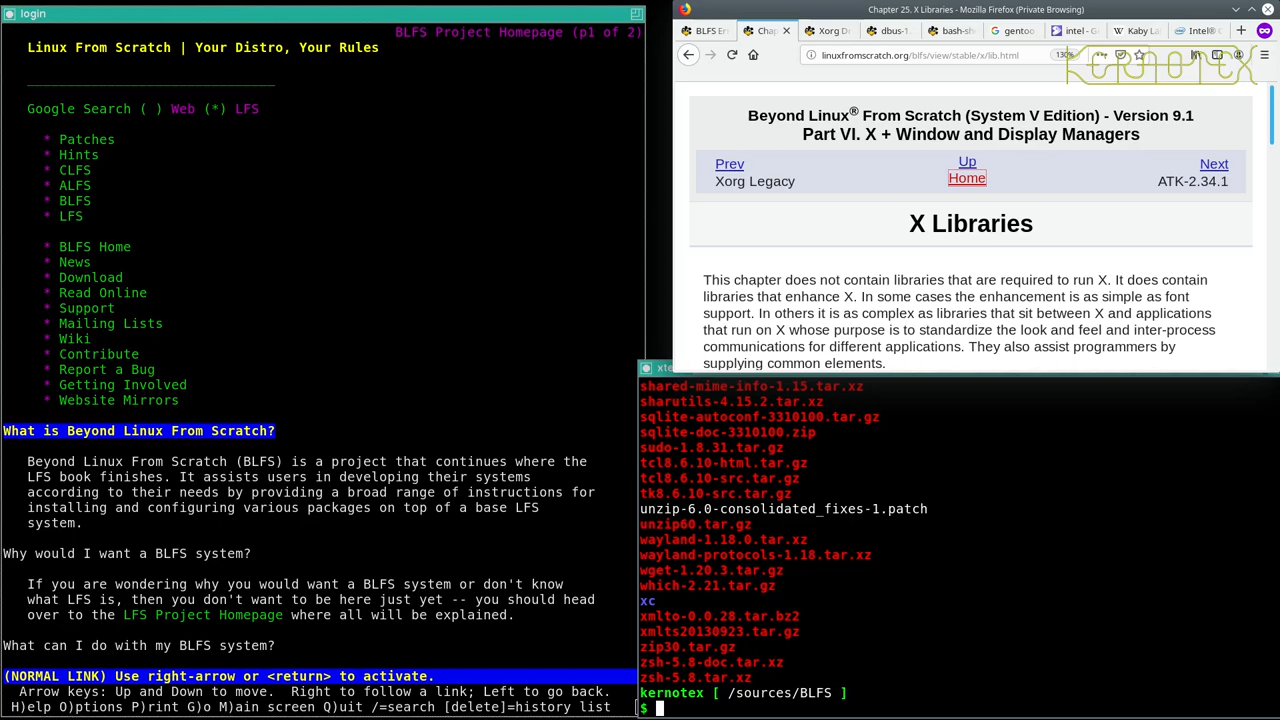 login
BLFS Project Homepage (p1 of 2)
Linux From Scratch | Your Distro, Your Rules
Google Search ( ) Web (*) LFS
* Patches
* Hints
* CLFS
* ALFS
* BLFS
* LFS
* BLFS Home
* News
* Download
* Read Online
* Support
* Mailing Lists
* Wiki
* Contribute
* Report a Bug
* Getting Involved
* Website Mirrors
What is Beyond Linux From Scratch?
Beyond Linux From Scratch (BLFS) is a project that continues where the
LFS book finishes. It assists users in developing their systems
according to their needs by providing a broad range of instructions for
installing and configuring various packages on top of a base LFS
system.
Why would I want a BLFS system?
If you are wondering why you would want a BLFS system or don't know
what LFS is, then you don't want to be here just yet -- you should head
over to the LFS Project Homepage where all will be explained.
What can I do with my BLFS system?
(NORMAL LINK) Use right-arrow or <return> to activate.
Arrow keys: Up and Down to move. Right to follow a link; Left to go back.
H)elp O)ptions P)rint G)o M)ain screen Q)uit /=search [delete]=history list
Chapter 25. X Libraries - Mozilla Firefox (Private Browsing)
BLFS Er Chap Xorg D dbus-1. bash-sh gentoo intel - G Kaby La Intel® C
linuxfromscratch.org/blfs/view/stable/x/lib.html 130%
KERNOTEX
Beyond Linux® From Scratch (System V Edition) - Version 9.1
Part VI. X + Window and Display Managers
Prev Up Next
Xorg Legacy Home ATK-2.34.1
X Libraries
This chapter does not contain libraries that are required to run X. It does contain
libraries that enhance X. In some cases the enhancement is as simple as font
support. In others it is as complex as libraries that sit between X and applications
that run on X whose purpose is to standardize the look and feel and inter-process
communications for different applications. They also assist programmers by
supplying common elements.
shared-mime-info-1.15.tar.xz
sharutils-4.15.2.tar.xz
sqlite-autoconf-3310100.tar.gz
sqlite-doc-3310100.zip
sudo-1.8.31.tar.gz
tcl8.6.10-html.tar.gz
tcl8.6.10-src.tar.gz
tk8.6.10-src.tar.gz
unzip-6.0-consolidated_fixes-1.patch
unzip60.tar.gz
wayland-1.18.0.tar.xz
wayland-protocols-1.18.tar.xz
wget-1.20.3.tar.gz
which-2.21.tar.gz
xc
xmlto-0.0.28.tar.bz2
xmlts20130923.tar.gz
zip30.tar.gz
zsh-5.8-doc.tar.xz
zsh-5.8.tar.xz
kernotex [ /sources/BLFS ]
$